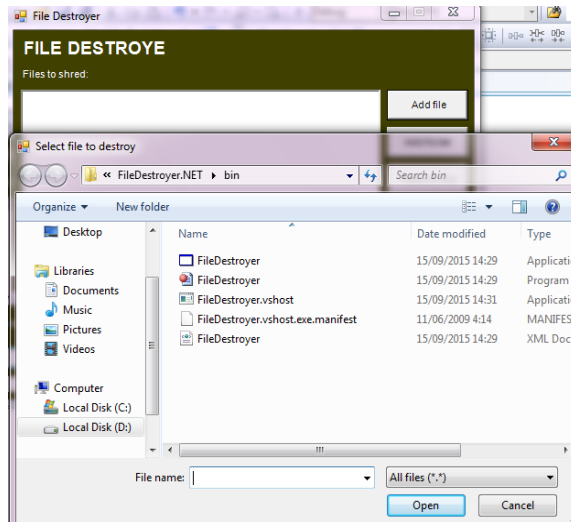 File Destroyer
FILE DESTROYE
Files to shred:
Add file
Select file to destroy
« FileDestroyer.NET ▸ bin
Search bin
Organize
New folder
Desktop
Libraries
Documents
Music
Pictures
Videos
Computer
Local Disk (C:)
Local Disk (D:)
Name Date modified Type
FileDestroyer 15/09/2015 14:29 Applicati
FileDestroyer 15/09/2015 14:29 Program
FileDestroyer.vshost 15/09/2015 14:31 Applicati
FileDestroyer.vshost.exe.manifest 11/06/2009 4:14 MANIFES
FileDestroyer 15/09/2015 14:29 XML Doc
File name:
All files (*.*)
Open
Cancel